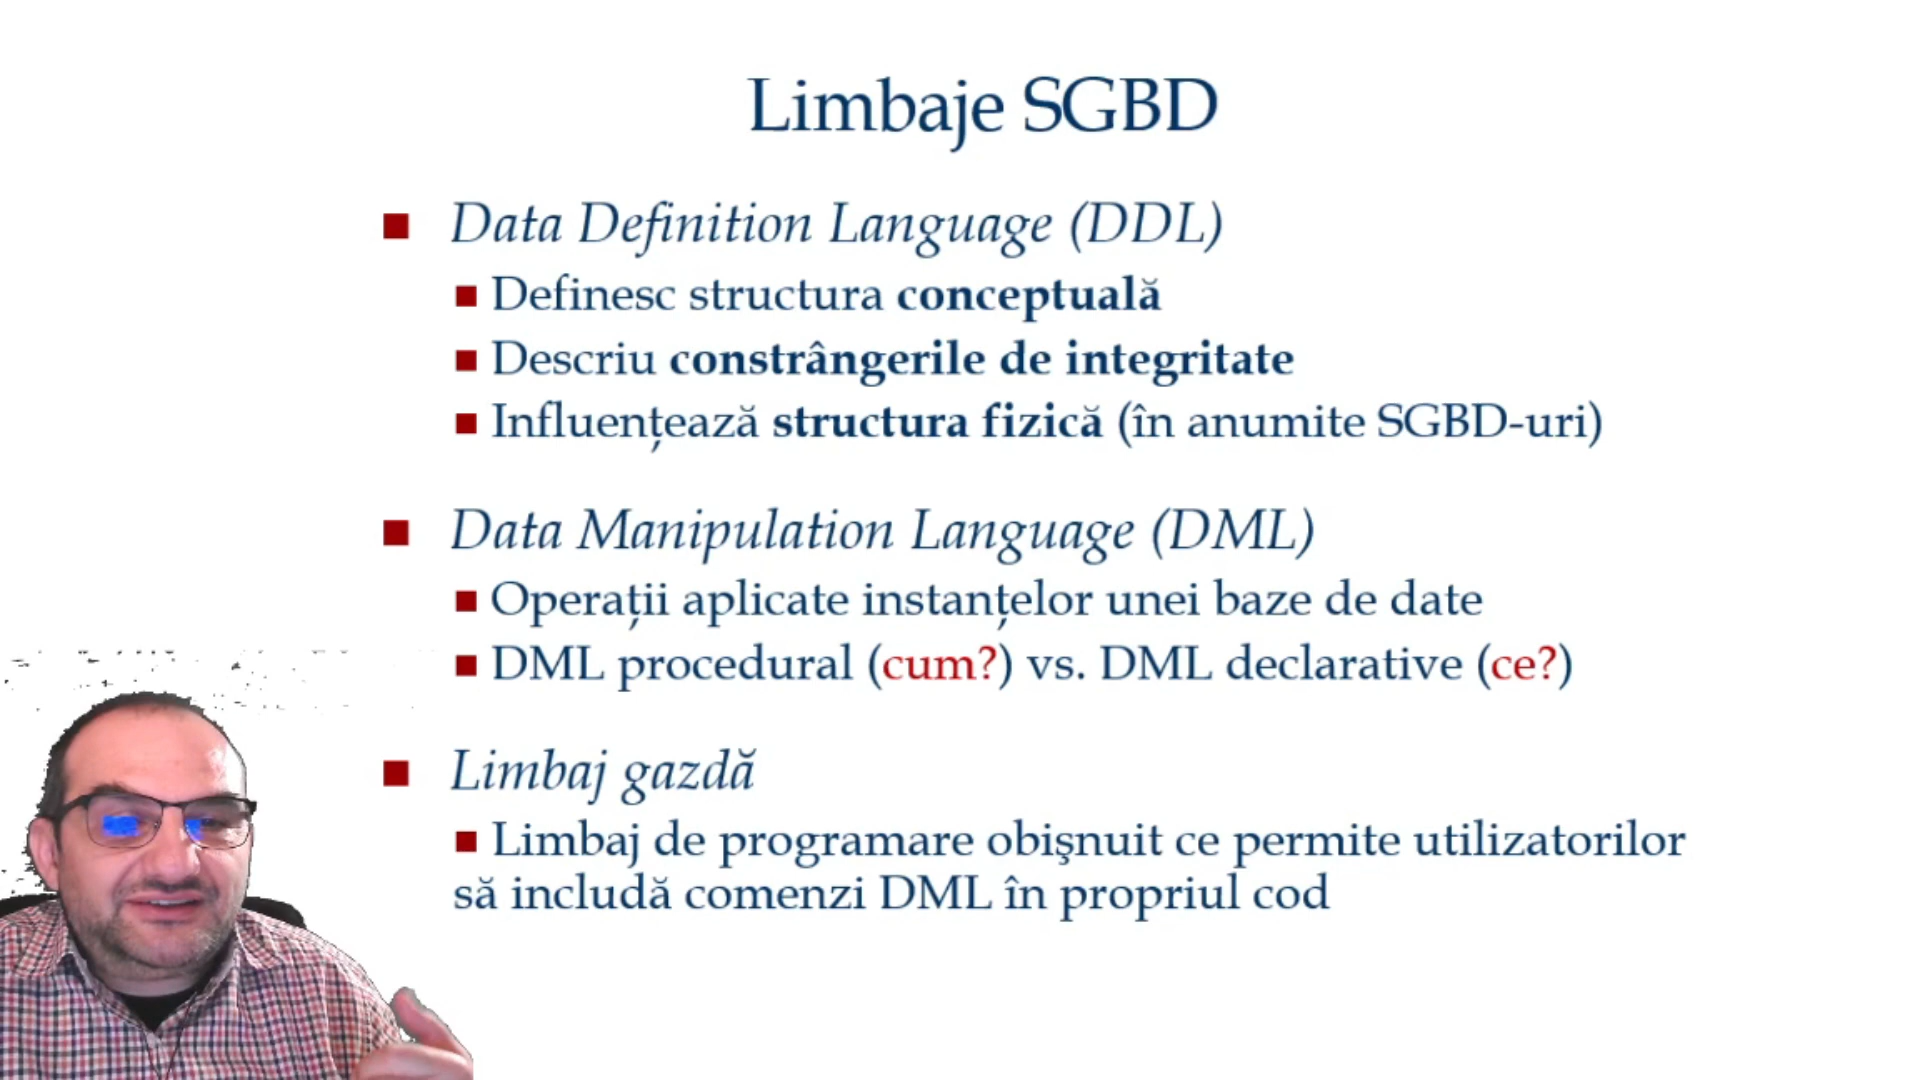 Limbaje SGBD
Data Definition Language (DDL)
Definesc structura conceptuală
Descriu constrângerile de integritate
Influențează structura fizică (în anumite SGBD-uri)
Data Manipulation Language (DML)
Operații aplicate instanțelor unei baze de date
DML procedural (cum?) vs. DML declarative (ce?)
Limbaj gazdă
Limbaj de programare obişnuit ce permite utilizatorilor
să includă comenzi DML în propriul cod